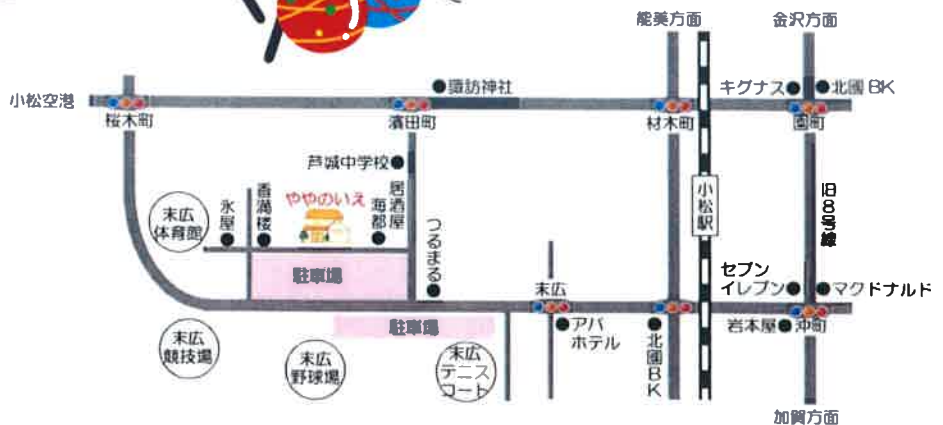 能美方面
金沢方面
小松空港
諏訪神社
キグナス
北國BK
桜木町
濱田町
材木町
園町
芦城中学校
ややのいえ
末広
体育館
氷屋
香満楼
居酒屋
海都
つるまる
小松駅
旧8号線
駐車場
セブン
イレブン
マクドナルド
末広
駐車場
アパ
ホテル
北國BK
岩本屋
沖町
末広
競技場
末広
野球場
末広
テニス
コート
加賀方面